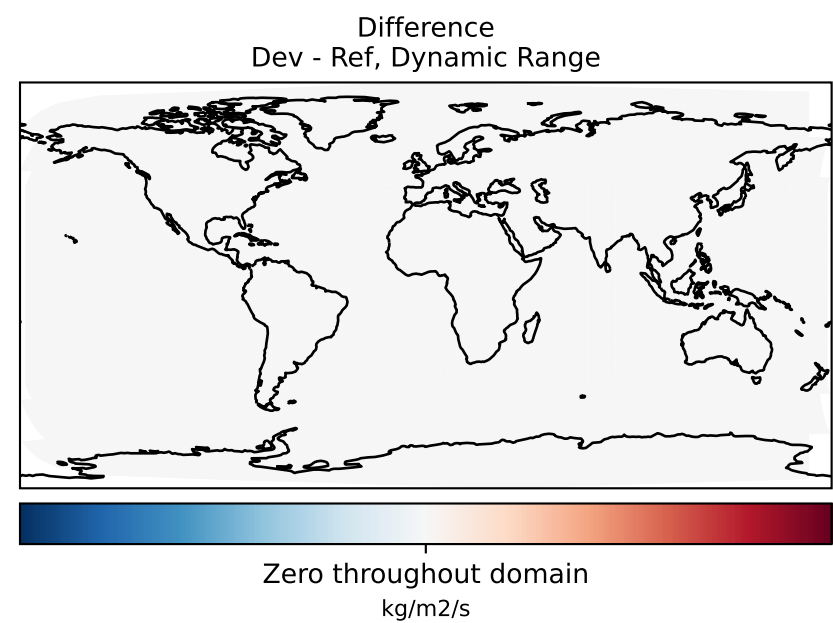 Difference
Dev - Ref, Dynamic Range
Zero throughout domain
kg/m2/s